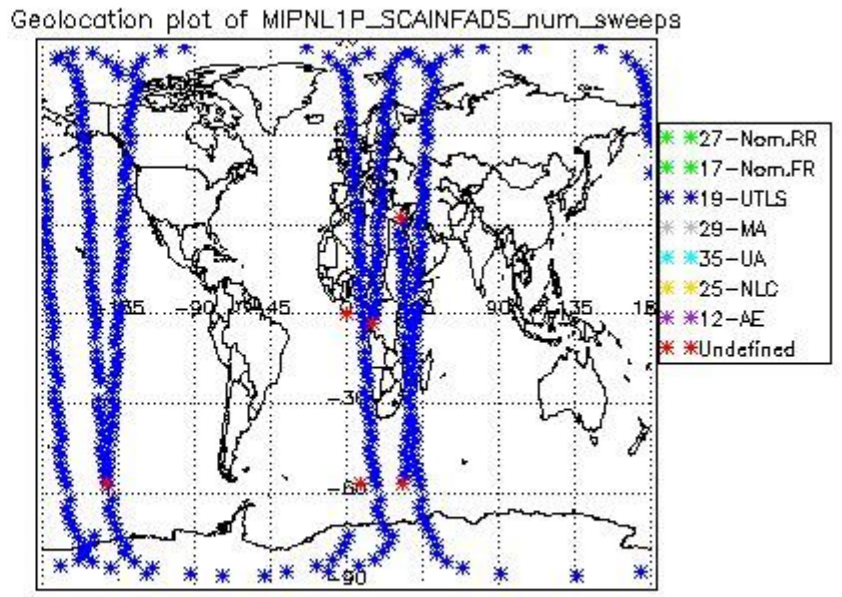 Geolocation plot of MIPNL1P_SCAINFADS_num_sweeps
27-Nom.RR
17-Nom.FR
19-UTLS
29-MA
35-UA
-90 -45 90 135
25-NLC
12-AE
Undefined
-30
-60
-90